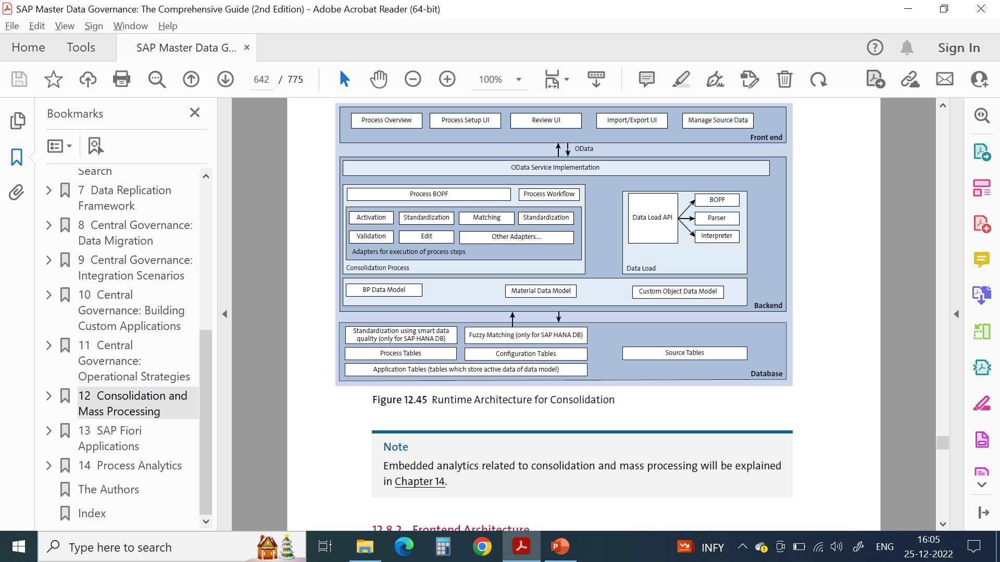 SAP Master Data Governance: The Comprehensive Guide (2nd Edition) - Adobe Acrobat Reader (64-bit)
File Edit View Sign Window Help
Home Tools SAP Master Data G... Sign In
642 / 775 100%
Bookmarks
Search
7 Data Replication
Framework
8 Central Governance:
Data Migration
9 Central Governance:
Integration Scenarios
10 Central
Governance: Building
Custom Applications
11 Central
Governance:
Operational Strategies
12 Consolidation and
Mass Processing
13 SAP Fiori
Applications
14 Process Analytics
The Authors
Index
Process Overview Process Setup UI Review UI Import/Export UI Manage Source Data
Front end
OData
OData Service Implementation
Process BOPF Process Workflow
Activation Standardization Matching Standardization
Validation Edit Other Adapters....
Adapters for execution of process steps
Consolidation Process
Data Load API
BOPF
Parser
Interpreter
Data Load
BP Data Model Material Data Model Custom Object Data Model
Backend
Standardization using smart data
quality (only for SAP HANA DB)
Fuzzy Matching (only for SAP HANA DB)
Process Tables Configuration Tables Source Tables
Application Tables (tables which store active data of data model)
Database
Figure 12.45 Runtime Architecture for Consolidation
Note
Embedded analytics related to consolidation and mass processing will be explained
in Chapter 14.
12.8.2 Frontend Architecture
Type here to search
INFY
ENG
16:05
25-12-2022